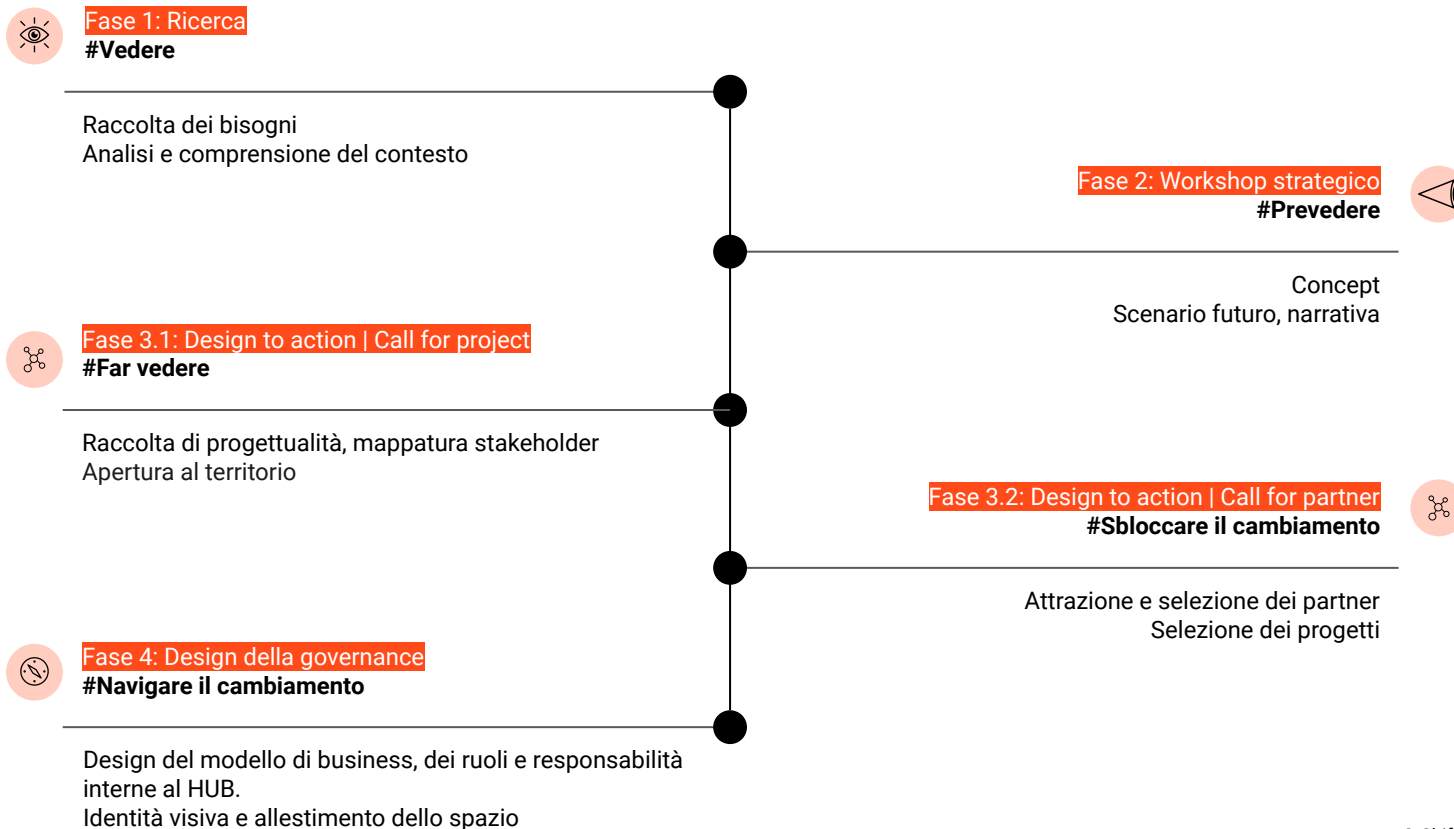 Fase 1: Ricerca
#Vedere
Raccolta dei bisogni
Analisi e comprensione del contesto
Fase 2: Workshop strategico
#Prevedere
Concept
Scenario futuro, narrativa
Fase 3.1: Design to action | Call for project
#Far vedere
Raccolta di progettualità, mappatura stakeholder
Apertura al territorio
Fase 3.2: Design to action | Call for partner
#Sbloccare il cambiamento
Attrazione e selezione dei partner
Selezione dei progetti
Fase 4: Design della governance
#Navigare il cambiamento
Design del modello di business, dei ruoli e responsabilità
interne al HUB.
Identità visiva e allestimento dello spazio